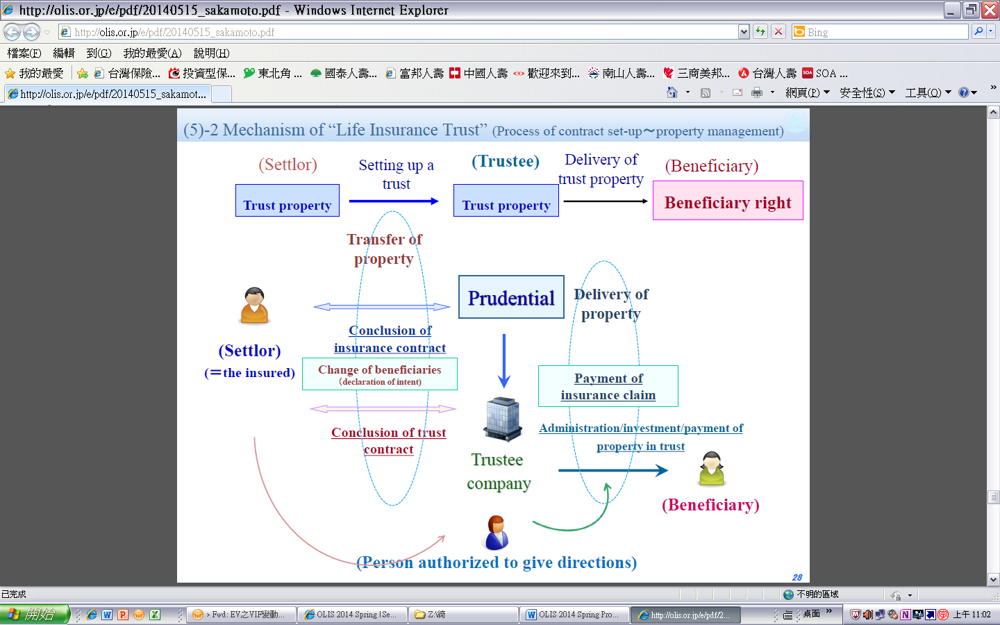 http://olis.or.jp/e/pdf/20140515_sakamoto.pdf - Windows Internet Explorer
http://olis.or.jp/e/pdf/20140515_sakamoto.pdf
Bing
檔案(F) 編輯 到(G) 我的最愛(A) 說明(H)
我的最愛 台灣保險... 投資型保... 東北角 ... 國泰人壽... 富邦人壽 中國人壽 歡迎來到... 南山人壽... 三商美邦... 台灣人壽 SOA SOA ...
http://olis.or.jp/e/pdf/20140515_sakamot... 網頁(P) 安全性(S) 工具(O) »
(5)-2 Mechanism of “Life Insurance Trust” (Process of contract set-up～property management)
(Settlor)
Setting up a
trust
(Trustee)
Delivery of
trust property
(Beneficiary)
Trust property
Trust property
Beneficiary right
Transfer of
property
Prudential
Delivery of
property
Conclusion of
insurance contract
(Settlor)
(＝the insured)
Change of beneficiaries
（declaration of intent)
Payment of
insurance claim
Conclusion of trust
contract
Administration/investment/payment of
property in trust
Trustee
company
(Beneficiary)
(Person authorized to give directions)
28
已完成 不明的區域
開始 > Fwd: EV之VIF變動... OLIS 2014 Spring | Se... Z:\綺 OLIS 2014 Spring Pro... http://olis.or.jp/e/pdf/2... 桌面 » 上午 11:02